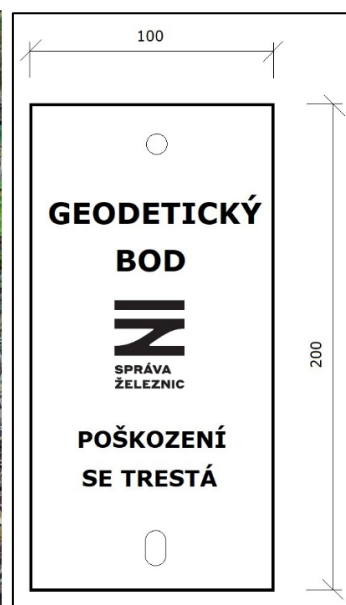 100
GEODETICKÝ
BOD
SPRÁVA
ŽELEZNIC
POŠKOZENÍ
SE TRESTÁ
200